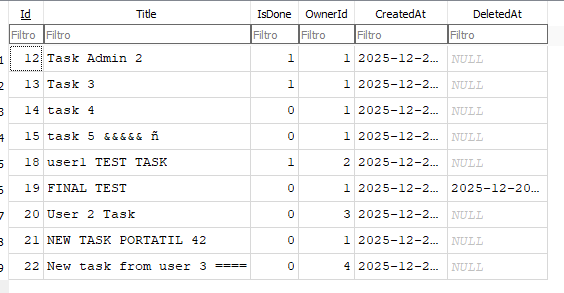 Id Title IsDone OwnerId CreatedAt DeletedAt
Filtro Filtro Filtro Filtro Filtro Filtro
1 12 Task Admin 2 1 1 2025-12-2... NULL
2 13 Task 3 1 1 2025-12-2... NULL
3 14 task 4 0 1 2025-12-2... NULL
4 15 task 5 &&&&& ñ 0 1 2025-12-2... NULL
5 18 user1 TEST TASK 1 2 2025-12-2... NULL
6 19 FINAL TEST 0 1 2025-12-2... 2025-12-20...
7 20 User 2 Task 0 3 2025-12-2... NULL
8 21 NEW TASK PORTATIL 42 0 1 2025-12-2... NULL
9 22 New task from user 3 ==== 0 4 2025-12-2... NULL